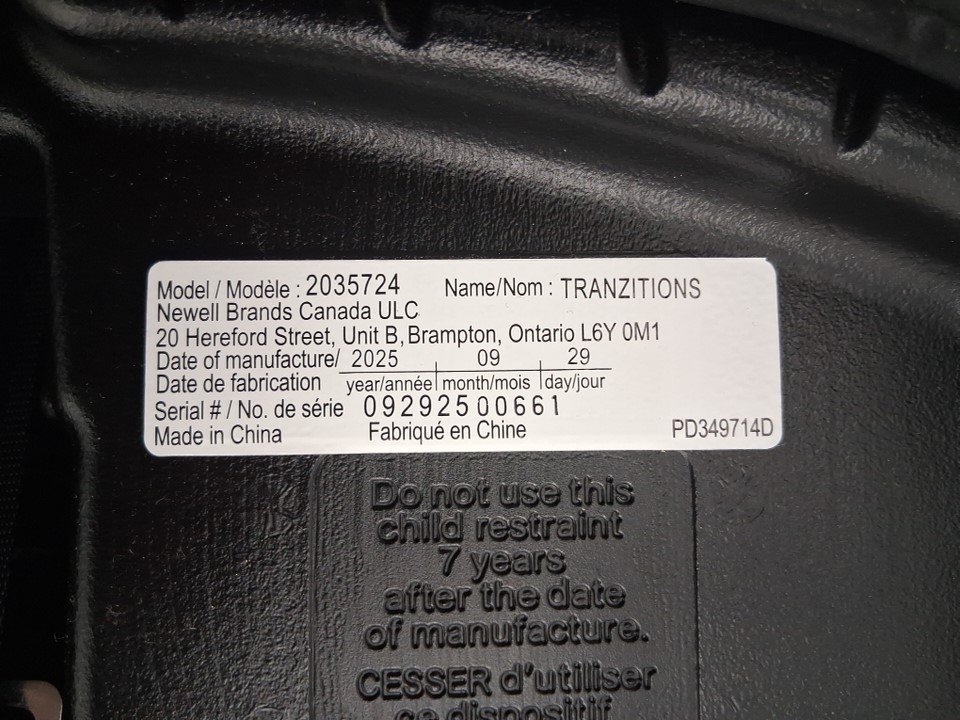 Model / Modèle : 2035724 Name/Nom : TRANZITIONS
Newell Brands Canada ULC
20 Hereford Street, Unit B, Brampton, Ontario L6Y 0M1
Date of manufacture/ 2025 09 29
Date de fabrication year/année month/mois day/jour
Serial # / No. de série 09292500661
Made in China Fabriqué en Chine PD349714D
Do not use this
child restraint
7 years
after the date
of manufacture.
CESSER d'utiliser
ce dispositif